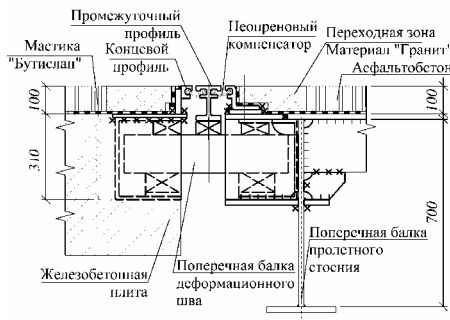 Промежуточный
профиль
Концевой
профиль
Неопреновый
компенсатор
Мастика
"Бутислан"
Переходная зона
Материал "Гранит"
Асфальтобетон
100
310
100
700
Железобетонная
плита
Поперечная балка
деформационного
шва
Поперечная балка
пролетного
стоения